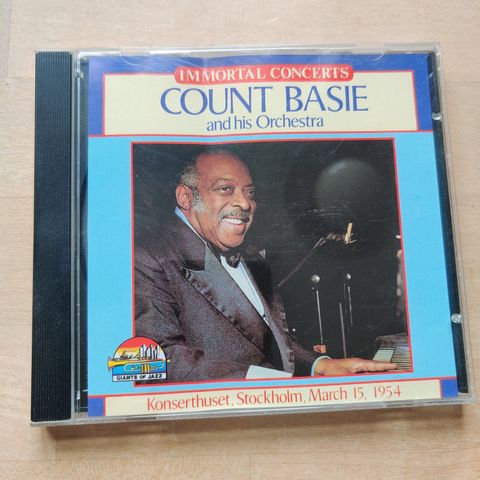 IMMORTAL CONCERTS
COUNT BASIE
and his Orchestra
GIANTS OF JAZZ
Konserthuset, Stockholm, March 15, 1954